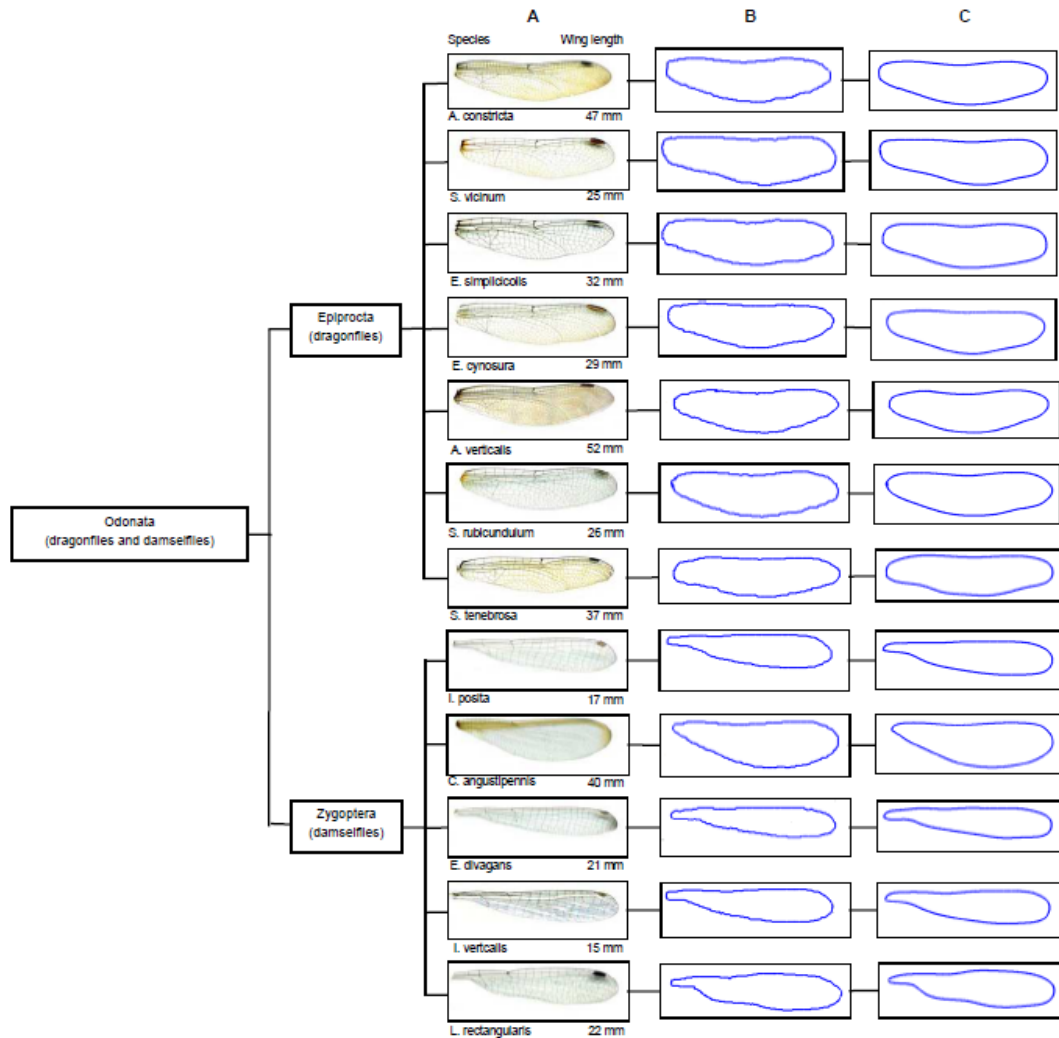 A B C
Species Wing length
A. constricta 47 mm
S. vicinum 25 mm
E. simplicicolis 32 mm
Epiprocta
(dragonflies)
E. cynosura 29 mm
A. verticalis 52 mm
Odonata
(dragonflies and damselflies)
S. rubicundulum 26 mm
S. tenebrosa 37 mm
I. posita 17 mm
C. angustipennis 40 mm
Zygoptera
(damselflies)
E. divagans 21 mm
I. vertcalis 15 mm
L. rectangularis 22 mm